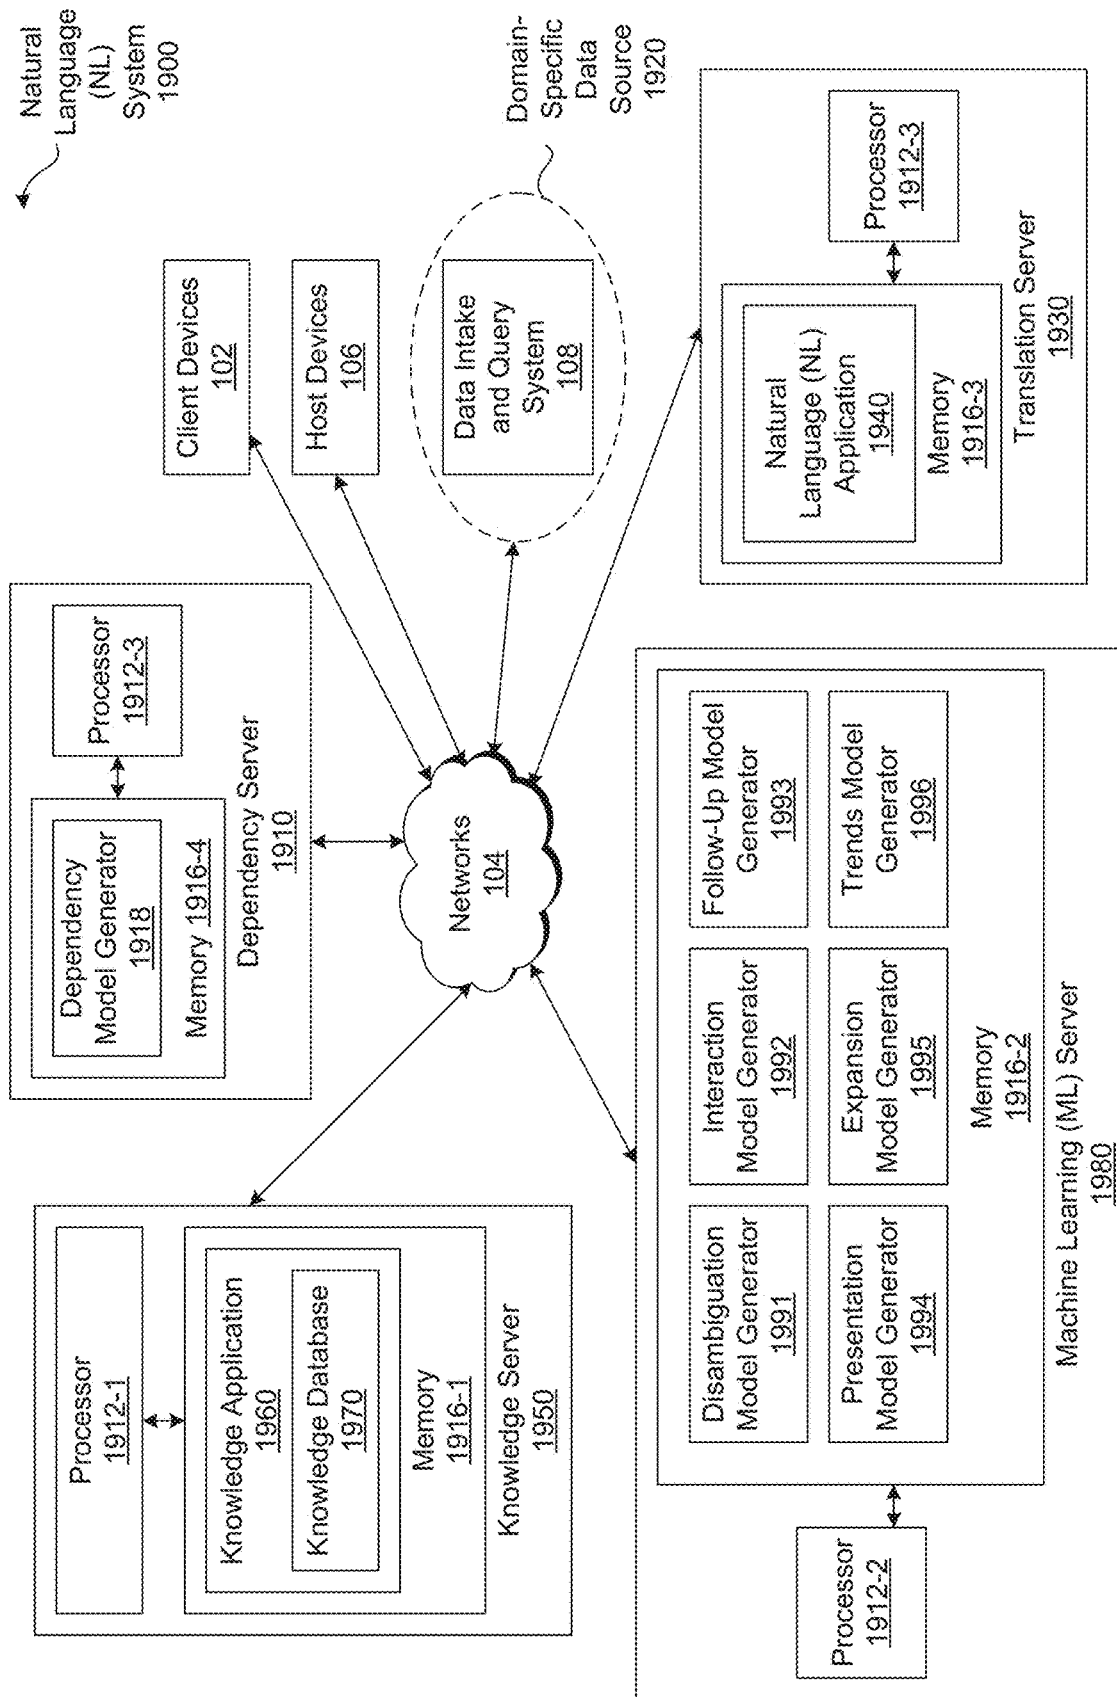 Natural
Language
(NL)
System
1900
Client Devices
102
Host Devices
106
Data Intake
and Query
System
108
Domain-
Specific
Data
Source
1920
Processor
1912-3
Dependency
Model Generator
1918
Memory 1916-4
Dependency Server
1910
Networks
104
Processor
1912-3
Natural
Language (NL)
Application
1940
Memory
1916-3
Translation Server
1930
Processor
1912-1
Knowledge Application
1960
Knowledge Database
1970
Memory
1916-1
Knowledge Server
1950
Disambiguation
Model Generator
1991
Interaction
Model Generator
1992
Follow-Up Model
Generator
1993
Presentation
Model Generator
1994
Expansion
Model Generator
1995
Trends Model
Generator
1996
Memory
1916-2
Machine Learning (ML) Server
1980
Processor
1912-2